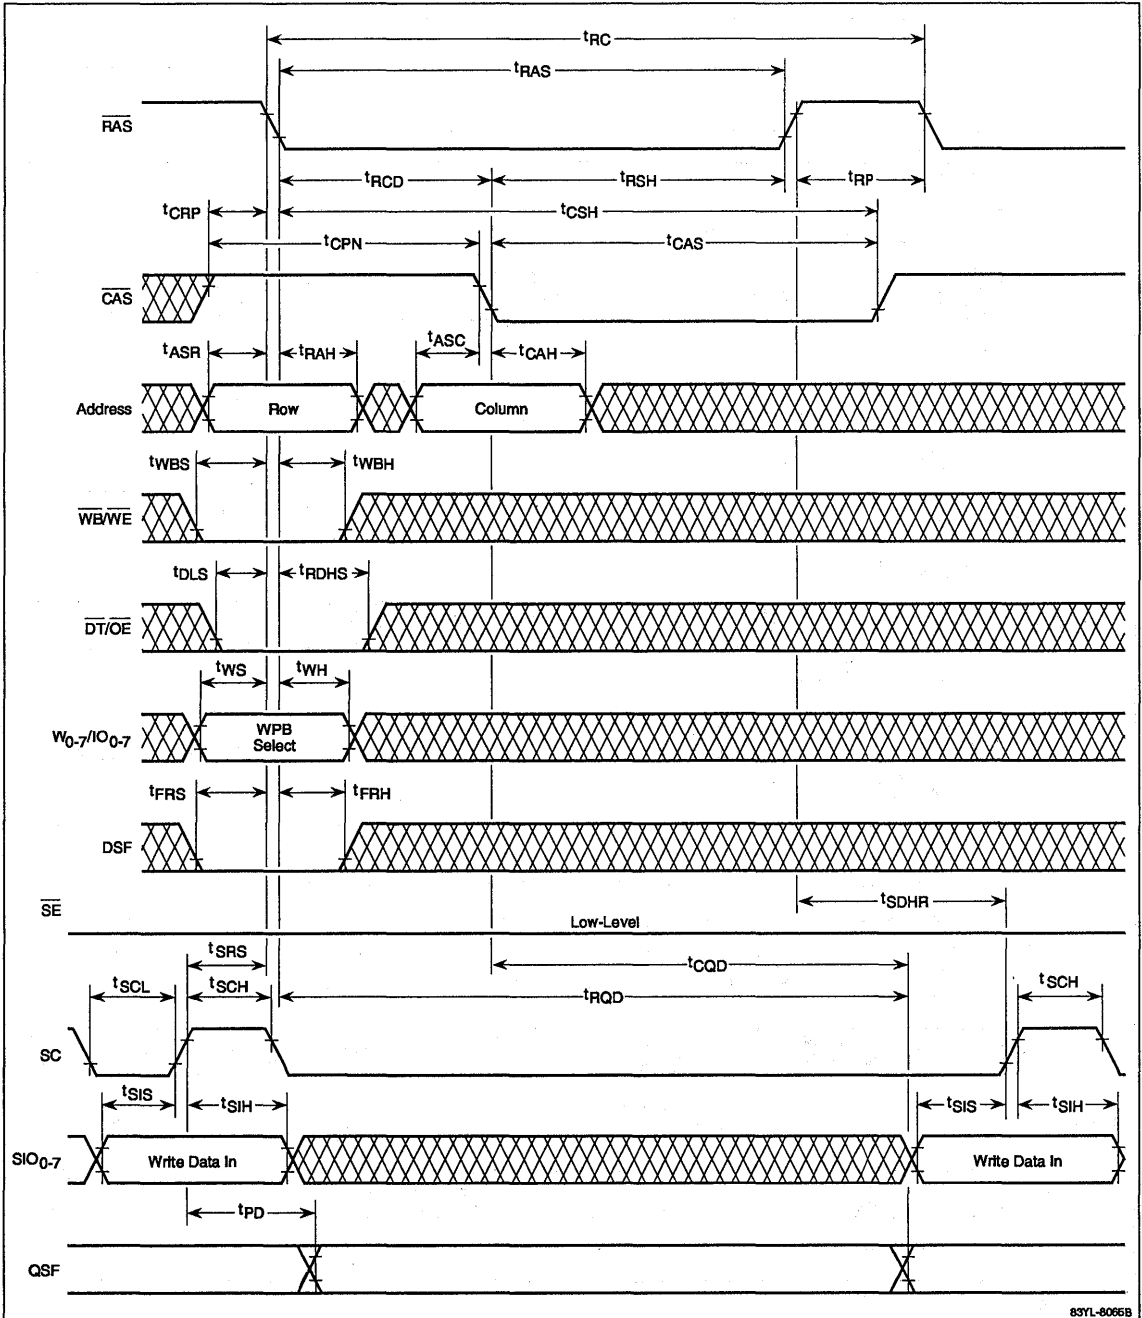 tRC
tRAS
RAS
tRCD tRSH tRP
tCRP tCSH
tCPN tCAS
CAS
tASR tRAH tASC tCAH
Address Row Column
tWBS tWBH
WB/WE
tDLS tRDHS
DT/OE
tWS tWH
W0-7/IO0-7 WPB Select
tFRS tFRH
DSF
tSDHR
SE Low-Level
tSRS tCQD
tSCL tSCH tRQD tSCH
SC
tSIS tSIH tSIS tSIH
SIO0-7 Write Data In Write Data In
tPD
QSF
83YL-8065B